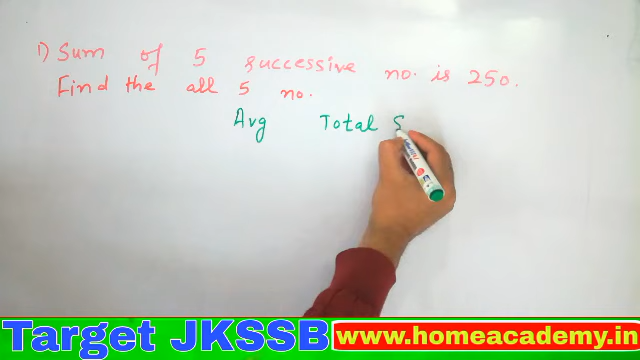 1) Sum of 5 successive no. is 250.
Find the all 5 no.
Avg Total S
Target JKSSB www.homeacademy.in